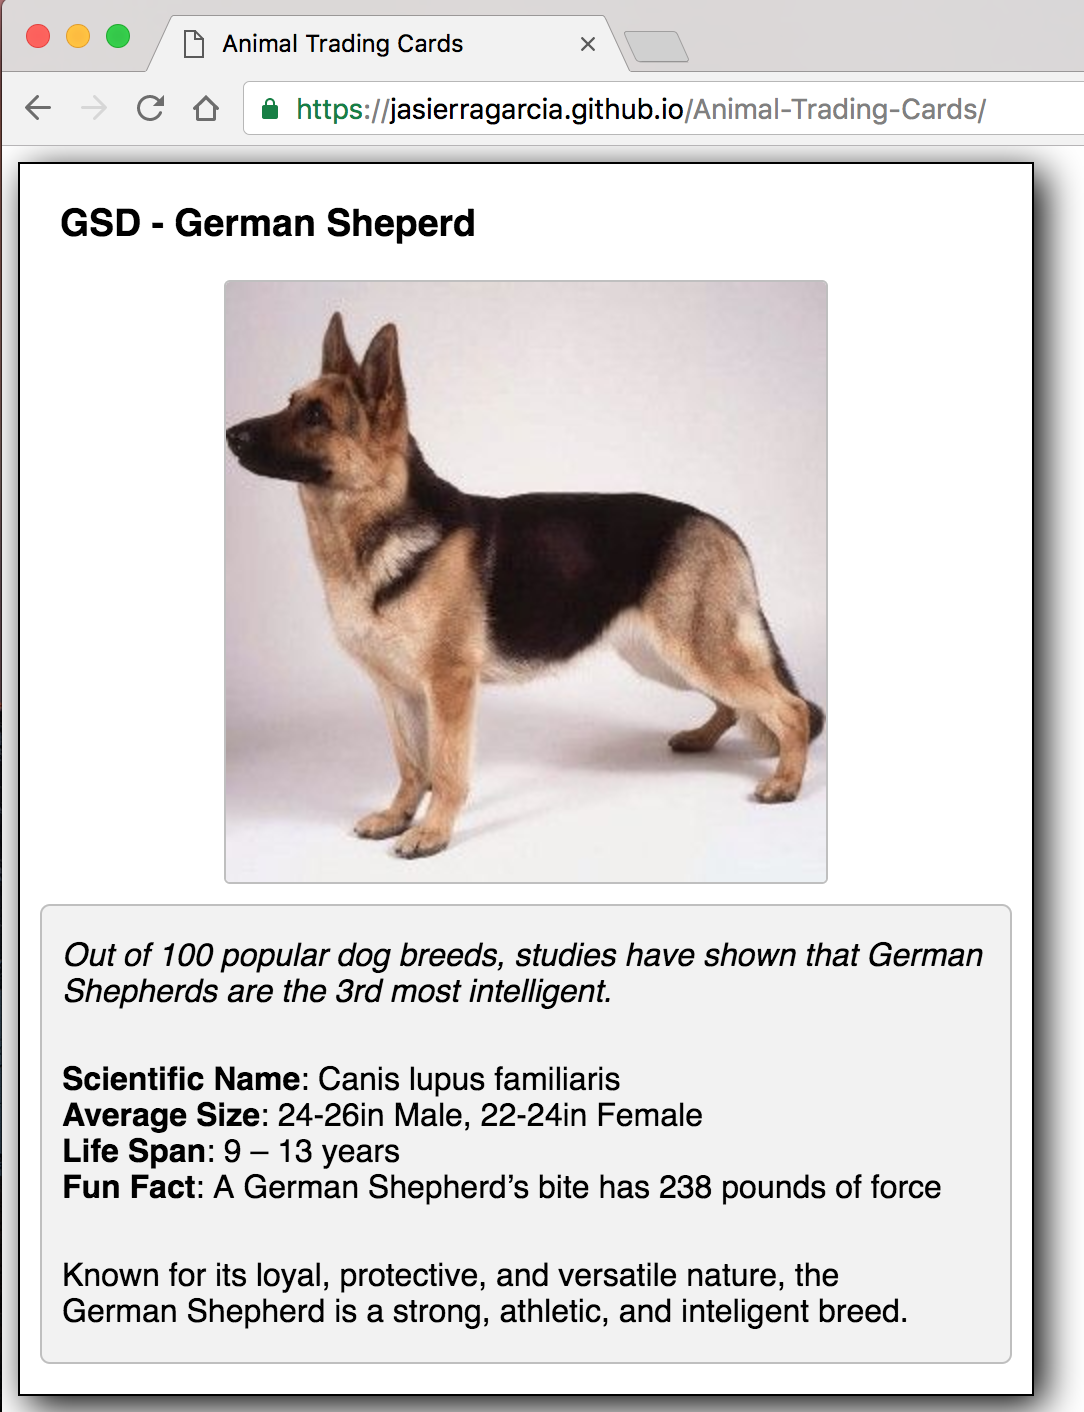 Animal Trading Cards
https://jasierragarcia.github.io/Animal-Trading-Cards/
GSD - German Sheperd
Out of 100 popular dog breeds, studies have shown that German
Shepherds are the 3rd most intelligent.
Scientific Name: Canis lupus familiaris
Average Size: 24-26in Male, 22-24in Female
Life Span: 9 – 13 years
Fun Fact: A German Shepherd’s bite has 238 pounds of force
Known for its loyal, protective, and versatile nature, the
German Shepherd is a strong, athletic, and inteligent breed.